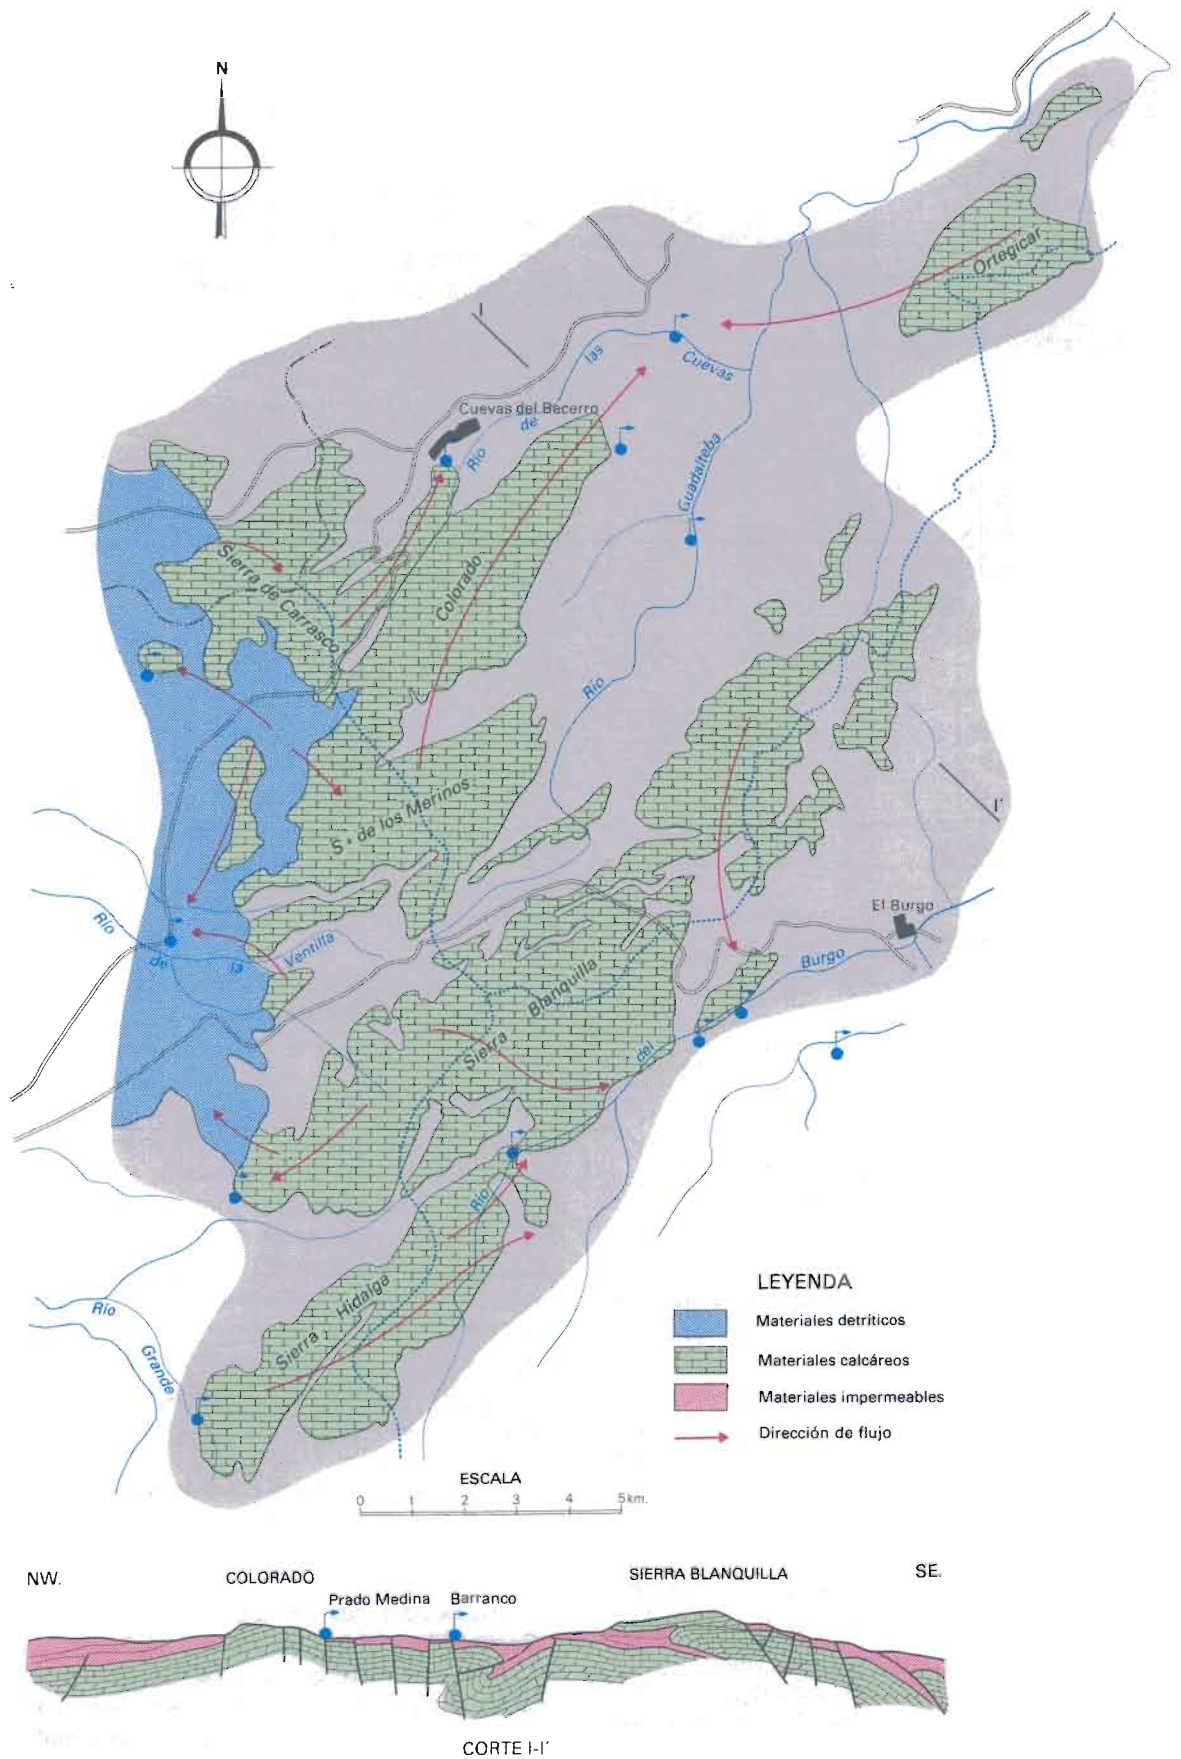 N
Ortegicar
I
las
Cuevas
Cuevas del Becerro
de
Río
Guadalteba
Colorado
Sierra de Carrasco
Río
S.ª de los Merinos
I'
El Burgo
Río
de
la
Ventilla
Burgo
Blanquilla
Sierra
del
Río
Sierra Hidalga
Río
Grande
LEYENDA
Materiales detríticos
Materiales calcáreos
Materiales impermeables
Dirección de flujo
ESCALA
0 1 2 3 4 5 km.
NW.
COLORADO
SIERRA BLANQUILLA
SE.
Prado Medina
Barranco
CORTE I-I'